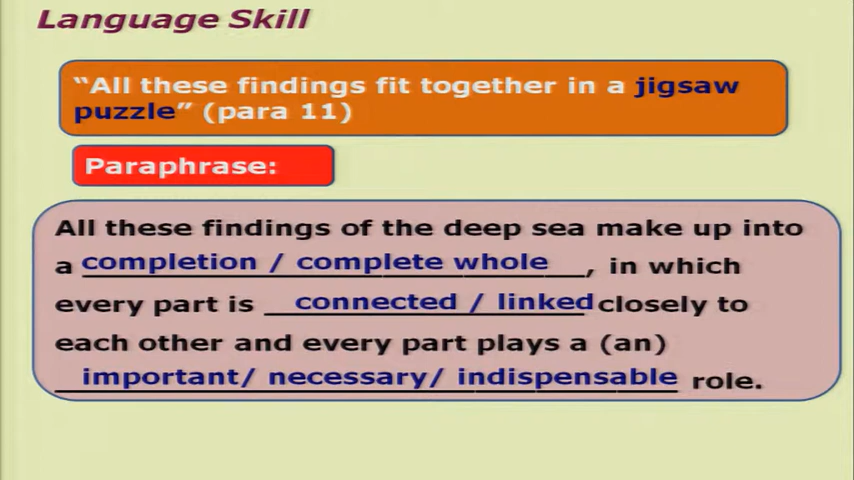 Language Skill
“All these findings fit together in a jigsaw
puzzle” (para 11)
Paraphrase:
All these findings of the deep sea make up into
a completion / complete whole, in which
every part is connected / linked closely to
each other and every part plays a (an)
important/ necessary/ indispensable role.